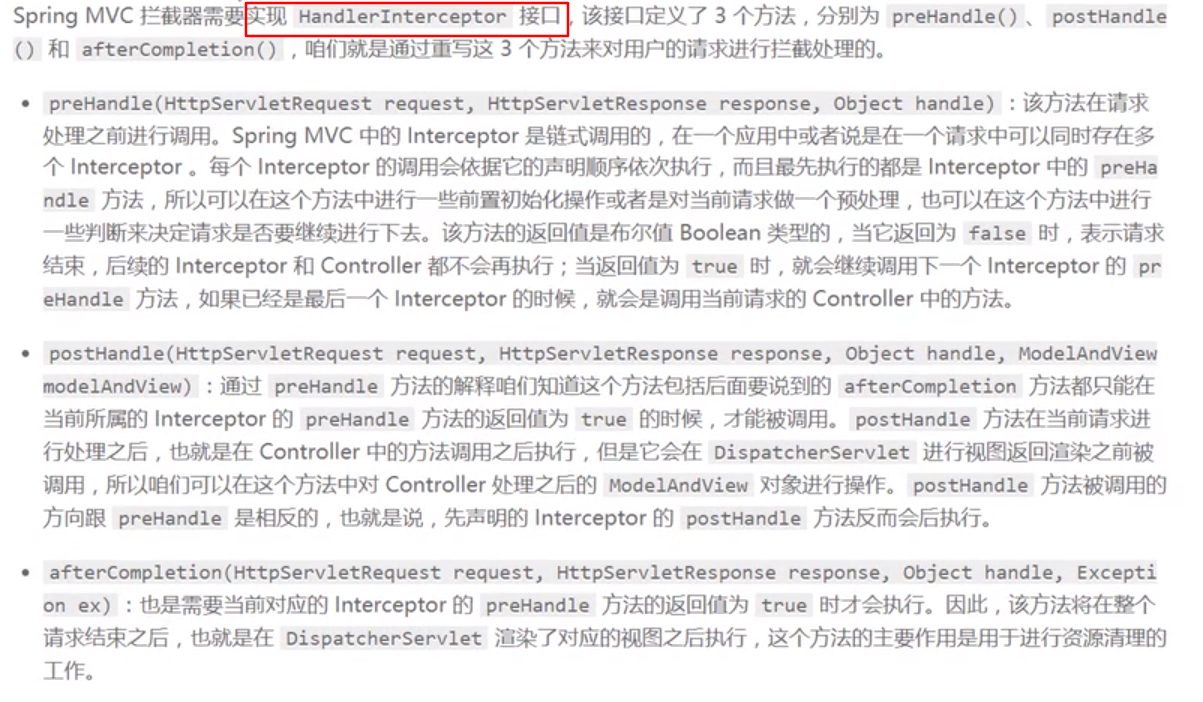 Spring MVC 拦截器需要实现 HandlerInterceptor 接口，该接口定义了 3 个方法，分别为 preHandle()、postHandle
() 和 afterCompletion()，咱们就是通过重写这 3 个方法来对用户的请求进行拦截处理的。
• preHandle(HttpServletRequest request, HttpServletResponse response, Object handle)：该方法在请求
处理之前进行调用。Spring MVC 中的 Interceptor 是链式调用的，在一个应用中或者说是在一个请求中可以同时存在多
个 Interceptor 。每个 Interceptor 的调用会依据它的声明顺序依次执行，而且最先执行的都是 Interceptor 中的 preHa
ndle 方法，所以可以在这个方法中进行一些前置初始化操作或者是对当前请求做一个预处理，也可以在这个方法中进行
一些判断来决定请求是否要继续进行下去。该方法的返回值是布尔值 Boolean 类型的，当它返回为 false 时，表示请求
结束，后续的 Interceptor 和 Controller 都不会再执行；当返回值为 true 时，就会继续调用下一个 Interceptor 的 pr
eHandle 方法，如果已经是最后一个 Interceptor 的时候，就会是调用当前请求的 Controller 中的方法。
• postHandle(HttpServletRequest request, HttpServletResponse response, Object handle, ModelAndView
modelAndView)：通过 preHandle 方法的解释咱们知道这个方法包括后面要说到的 afterCompletion 方法都只能在
当前所属的 Interceptor 的 preHandle 方法的返回值为 true 的时候，才能被调用。postHandle 方法在当前请求进
行处理之后，也就是在 Controller 中的方法调用之后执行，但是它会在 DispatcherServlet 进行视图返回渲染之前被
调用，所以咱们可以在这个方法中对 Controller 处理之后的 ModelAndView 对象进行操作。postHandle 方法被调用的
方向跟 preHandle 是相反的，也就是说，先声明的 Interceptor 的 postHandle 方法反而会后执行。
• afterCompletion(HttpServletRequest request, HttpServletResponse response, Object handle, Excepti
on ex)：也是需要当前对应的 Interceptor 的 preHandle 方法的返回值为 true 时才会执行。因此，该方法将在整个
请求结束之后，也就是在 DispatcherServlet 渲染了对应的视图之后执行，这个方法的主要作用是用于进行资源清理的
工作。